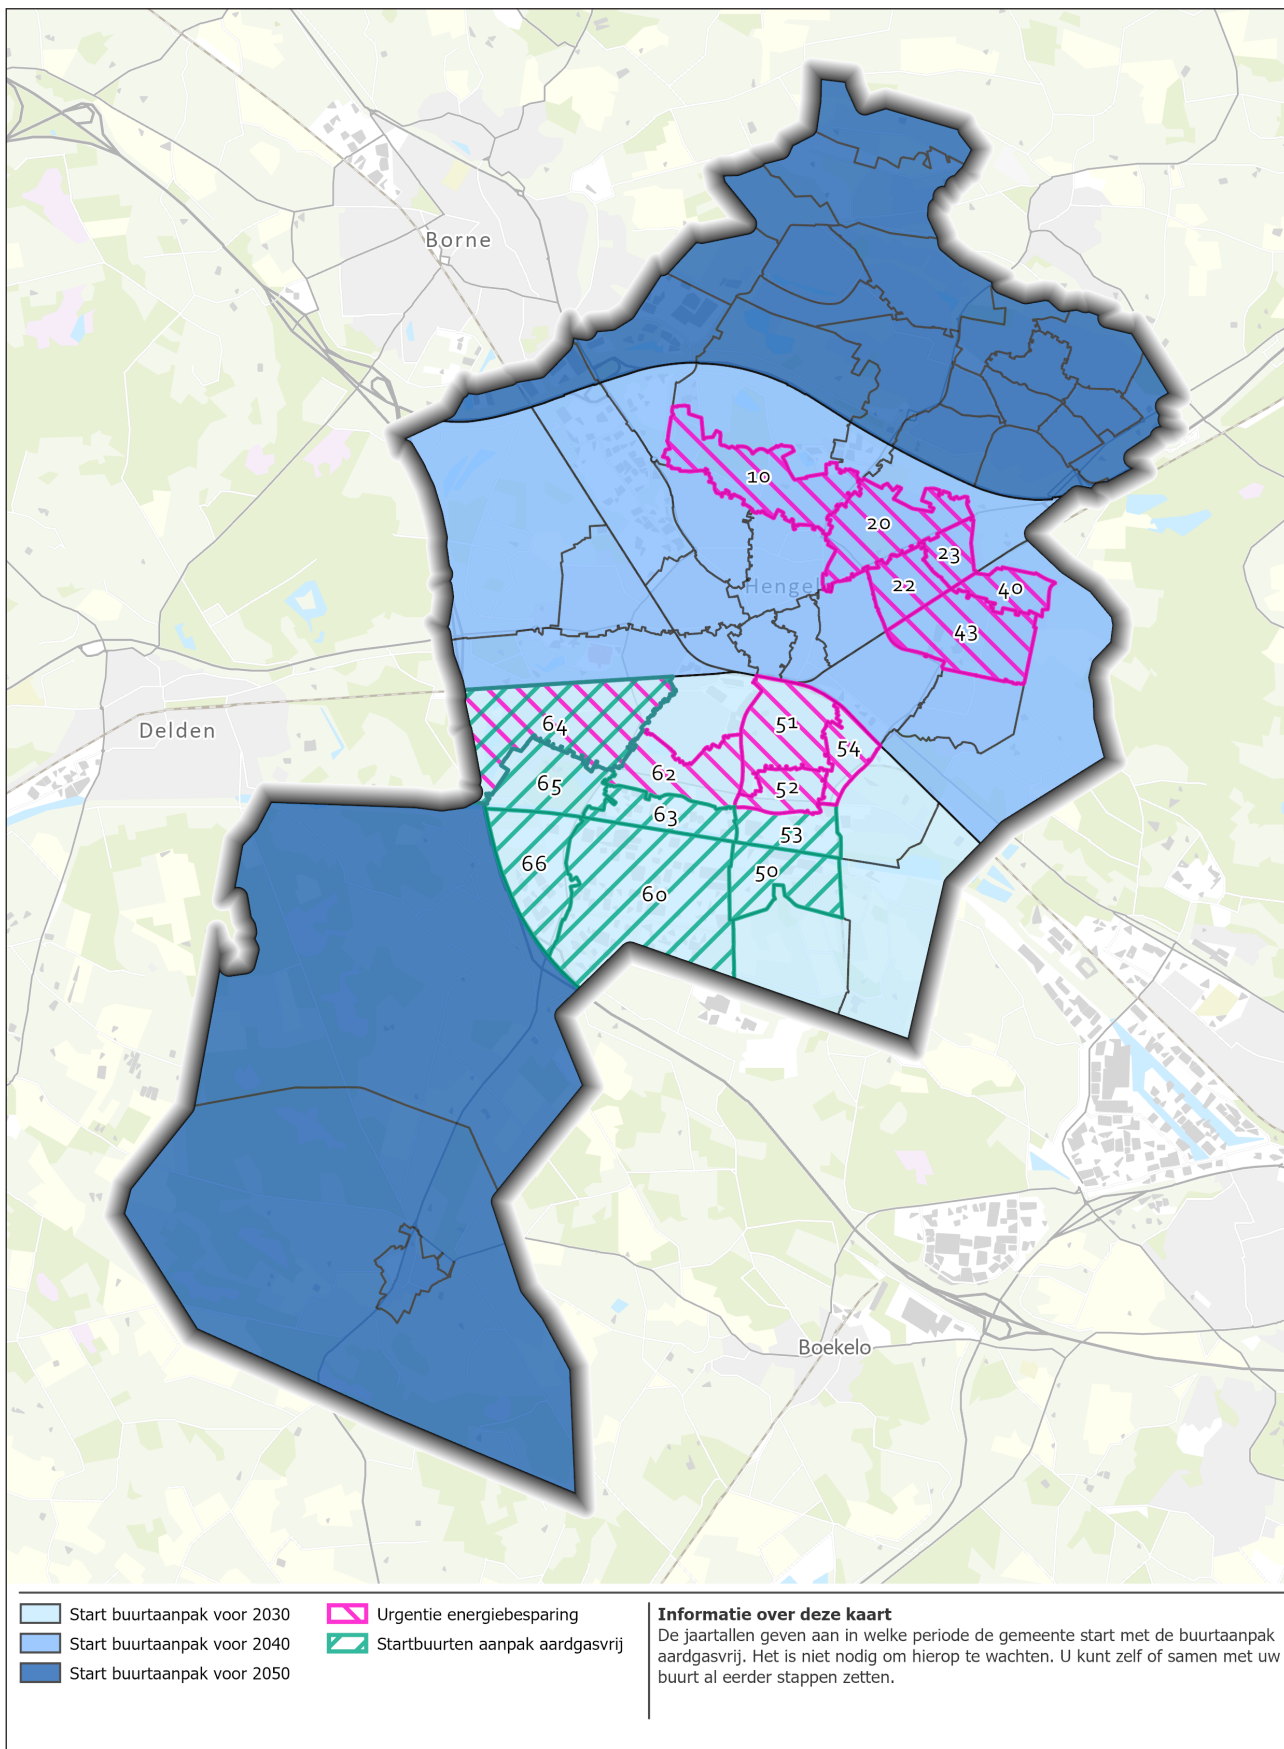 Borne
10
20
23
Hengel
22
40
43
51
64
Delden
54
62
65
52
63
53
66
50
60
Boekelo
Start buurtaanpak voor 2030
Start buurtaanpak voor 2040
Start buurtaanpak voor 2050
Urgentie energiebesparing
Startbuurten aanpak aardgasvrij
Informatie over deze kaart
De jaartallen geven aan in welke periode de gemeente start met de buurtaanpak
aardgasvrij. Het is niet nodig om hierop te wachten. U kunt zelf of samen met uw
buurt al eerder stappen zetten.